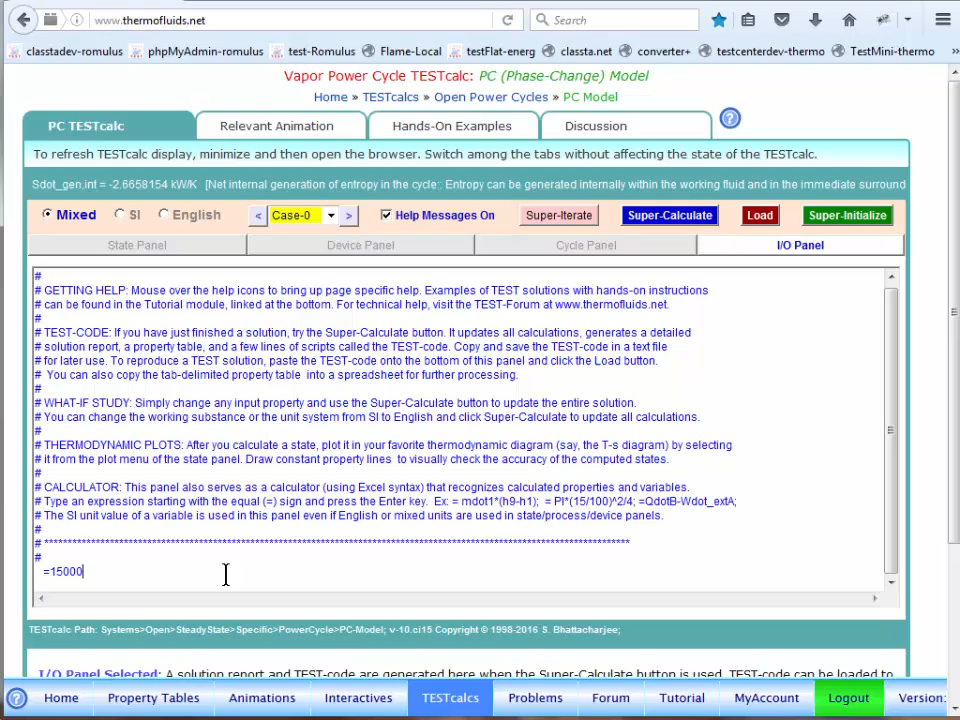 www.thermofluids.net
Search
classtadev-romulus phpMyAdmin-romulus test-Romulus Flame-Local testFlat-energ classta.net converter+ testcenterdev-thermo TestMini-thermo »
Vapor Power Cycle TESTcalc: PC (Phase-Change) Model
Home » TESTcalcs » Open Power Cycles » PC Model
PC TESTcalc Relevant Animation Hands-On Examples Discussion ?
To refresh TESTcalc display, minimize and then open the browser. Switch among the tabs without affecting the state of the TESTcalc.
Sdot_gen,int = -2.6658154 kW/K [Net internal generation of entropy in the cycle:: Entropy can be generated internally within the working fluid and in the immediate surround
Mixed SI English < Case-0 > Help Messages On Super-Iterate Super-Calculate Load Super-Initialize
State Panel Device Panel Cycle Panel I/O Panel
#
# GETTING HELP: Mouse over the help icons to bring up page specific help. Examples of TEST solutions with hands-on instructions
# can be found in the Tutorial module, linked at the bottom. For technical help, visit the TEST-Forum at www.thermofluids.net.
#
# TEST-CODE: If you have just finished a solution, try the Super-Calculate button. It updates all calculations, generates a detailed
# solution report, a property table, and a few lines of scripts called the TEST-code. Copy and save the TEST-code in a text file
# for later use. To reproduce a TEST solution, paste the TEST-code onto the bottom of this panel and click the Load button.
# You can also copy the tab-delimited property table into a spreadsheet for further processing.
#
# WHAT-IF STUDY: Simply change any input property and use the Super-Calculate button to update the entire solution.
# You can change the working substance or the unit system from SI to English and click Super-Calculate to update all calculations.
#
# THERMODYNAMIC PLOTS: After you calculate a state, plot it in your favorite thermodynamic diagram (say, the T-s diagram) by selecting
# it from the plot menu of the state panel. Draw constant property lines to visually check the accuracy of the computed states.
#
# CALCULATOR: This panel also serves as a calculator (using Excel syntax) that recognizes calculated properties and variables.
# Type an expression starting with the equal (=) sign and press the Enter key. Ex: = mdot1*(h9-h1); = PI*(15/100)^2/4; =QdotB-Wdot_extA;
# The SI unit value of a variable is used in this panel even if English or mixed units are used in state/process/device panels.
#
# ******************************************************************************************************************************
#
=15000
TESTcalc Path: Systems>Open>SteadyState>Specific>PowerCycle>PC-Model; v-10.ci15 Copyright © 1998-2016 S. Bhattacharjee;
I/O Panel Selected: A solution report and TEST-code are generated here when the Super-Calculate button is used. TEST-code can be loaded to
? Home Property Tables Animations Interactives TESTcalcs Problems Forum Tutorial MyAccount Logout Version: